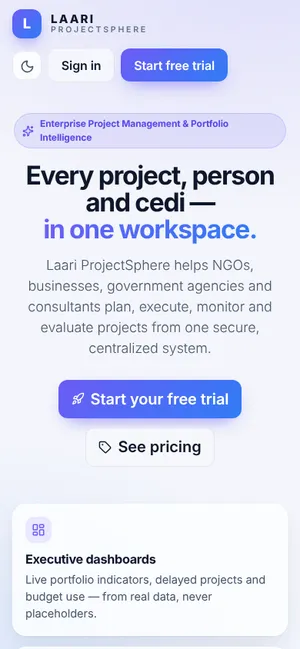 L
LAARI
PROJECTSPHERE
Sign in
Start free trial
Enterprise Project Management & Portfolio
Intelligence
Every project, person
and cedi —
in one workspace.
Laari ProjectSphere helps NGOs,
businesses, government agencies and
consultants plan, execute, monitor and
evaluate projects from one secure,
centralized system.
Start your free trial
See pricing
Executive dashboards
Live portfolio indicators, delayed projects and
budget use — from real data, never
placeholders.